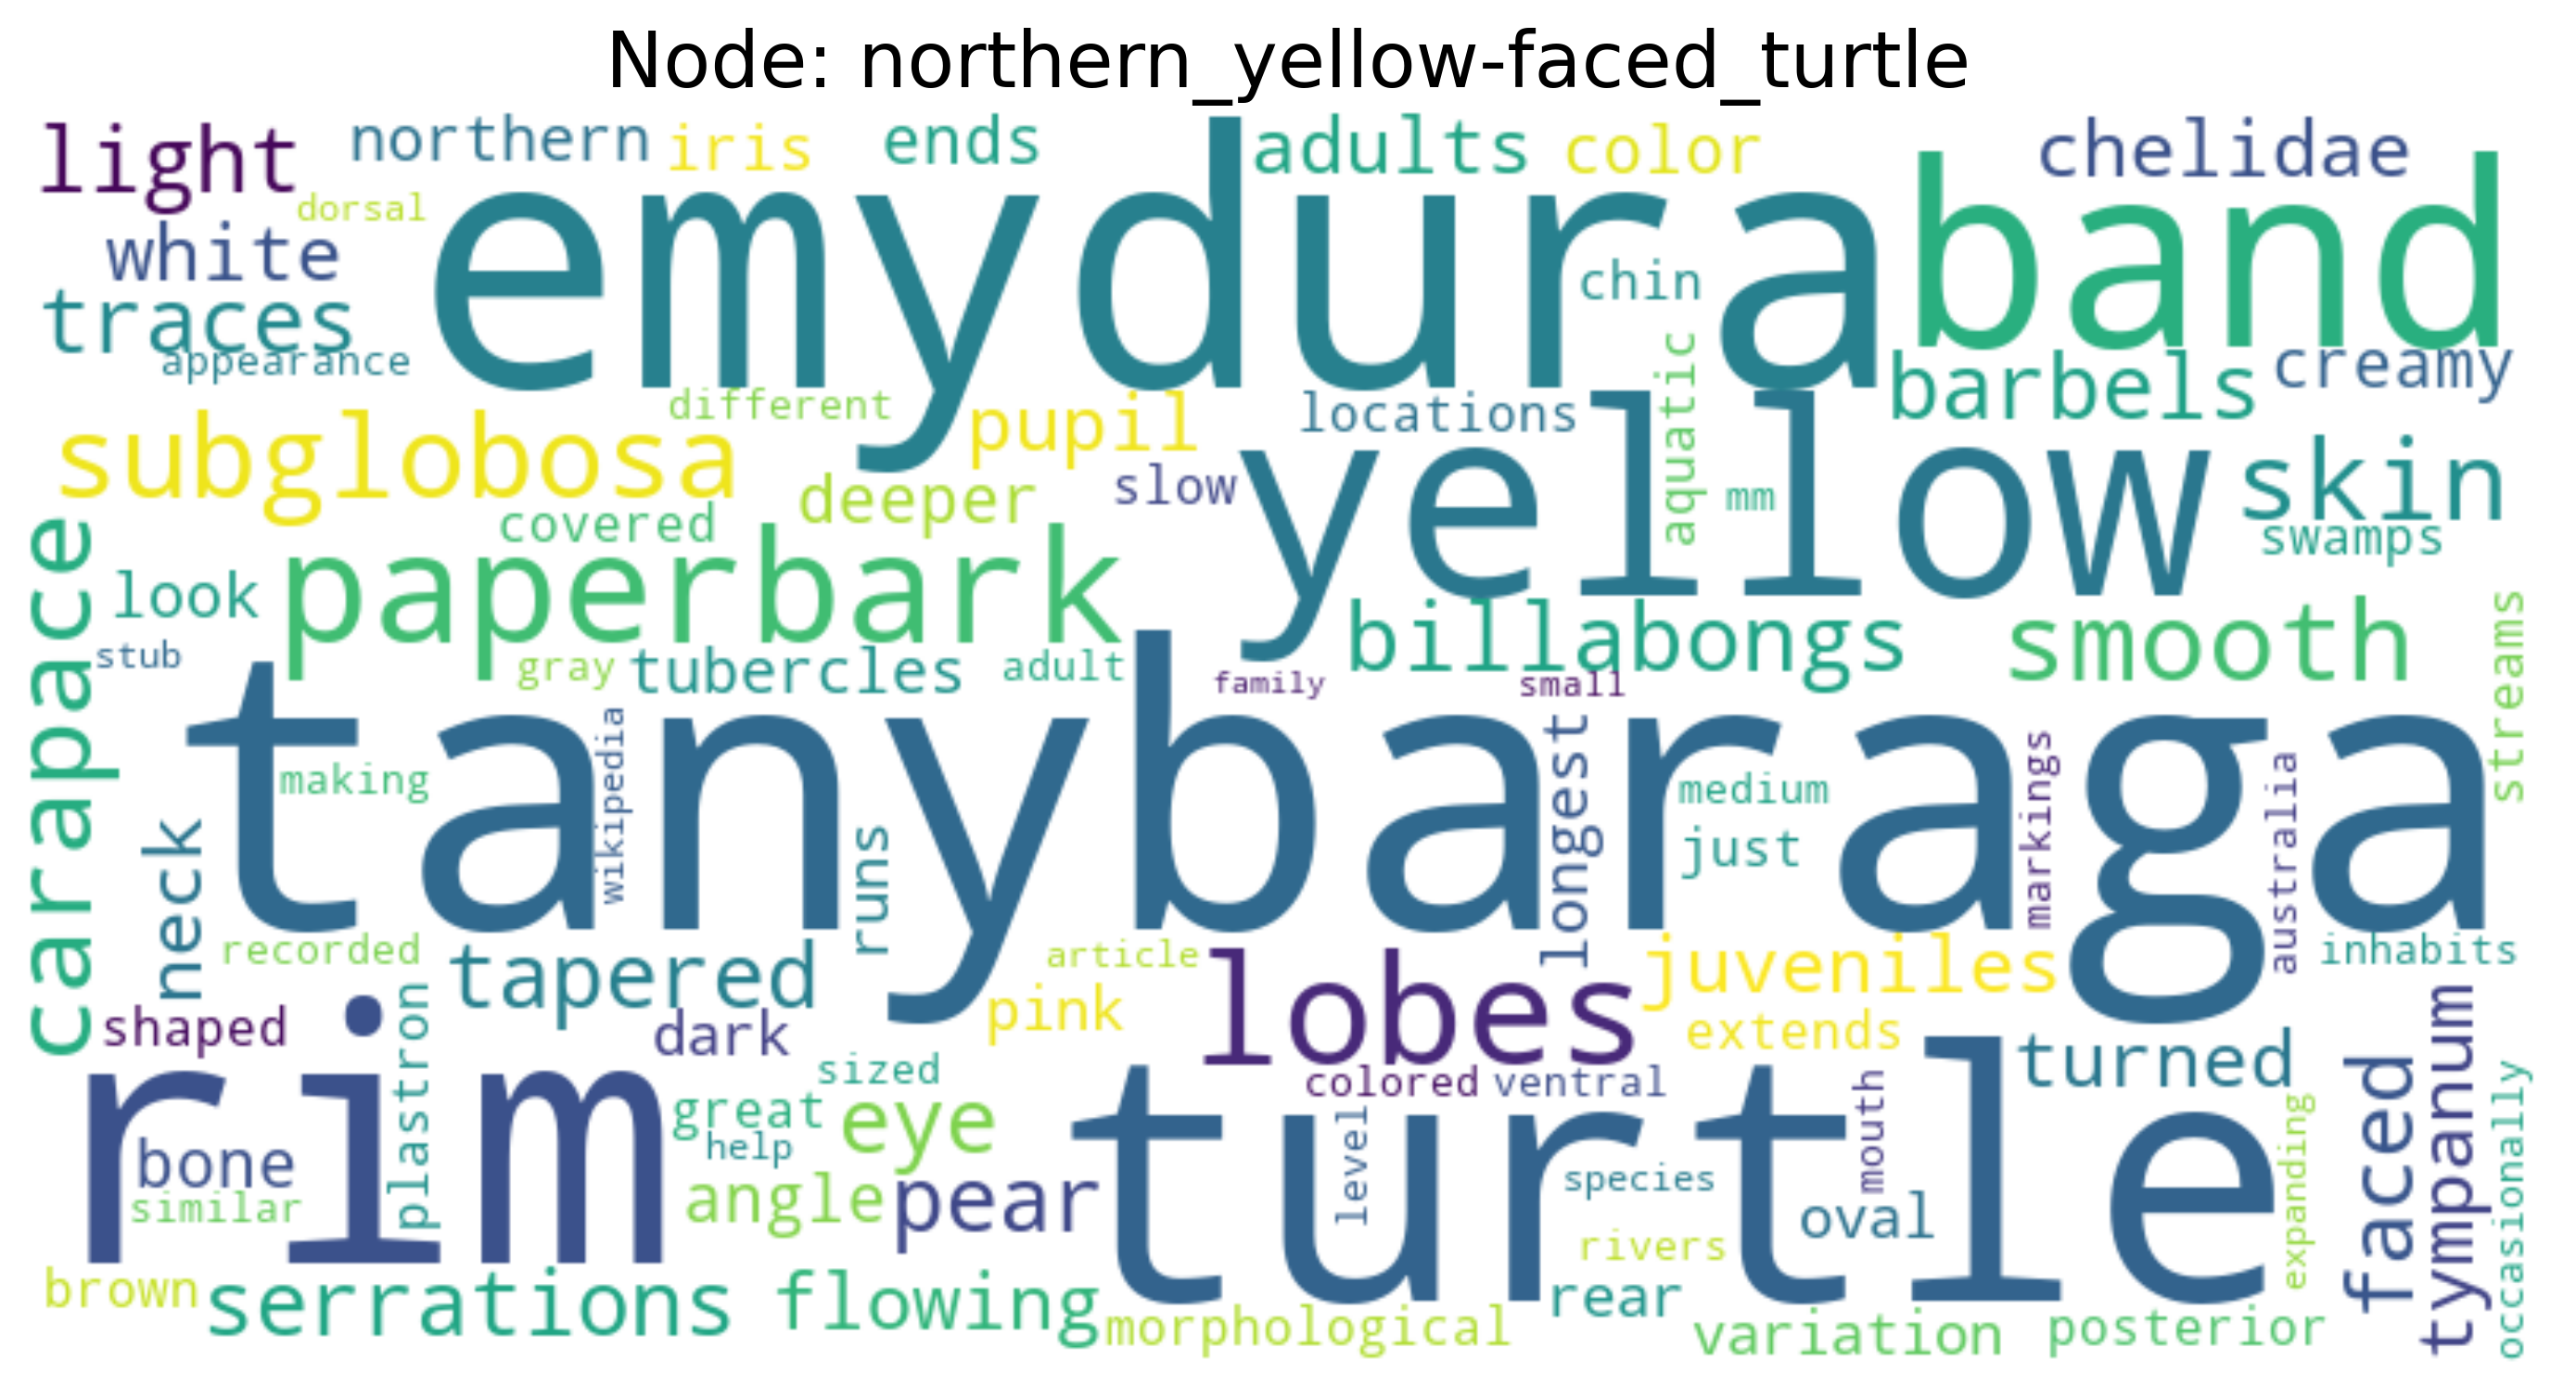 Node: northern_yellow-faced_turtle
light
northern
iris
ends
adults
color
chelidae
dorsal
emydura
band
white
chin
traces
appearance
barbels
creamy
different
pupil
locations
aquatic
subglobosa
deeper
slow
yellow
mm
skin
covered
swamps
carapace
look
paperbark
billabongs
smooth
streams
stub
gray
tubercles
adult
family
small
tanybaraga
wikipedia
making
longest
medium
markings
australia
neck
runs
just
recorded
tapered
article
lobes
juveniles
inhabits
shaped
plastron
dark
pink
extends
turned
tympanum
rim
sized
colored
ventral
mouth
faced
occasionally
great
help
eye
turtle
level
expanding
bone
similar
angle
pear
species
oval
rivers
brown
serrations
flowing
rear
morphological
variation
posterior